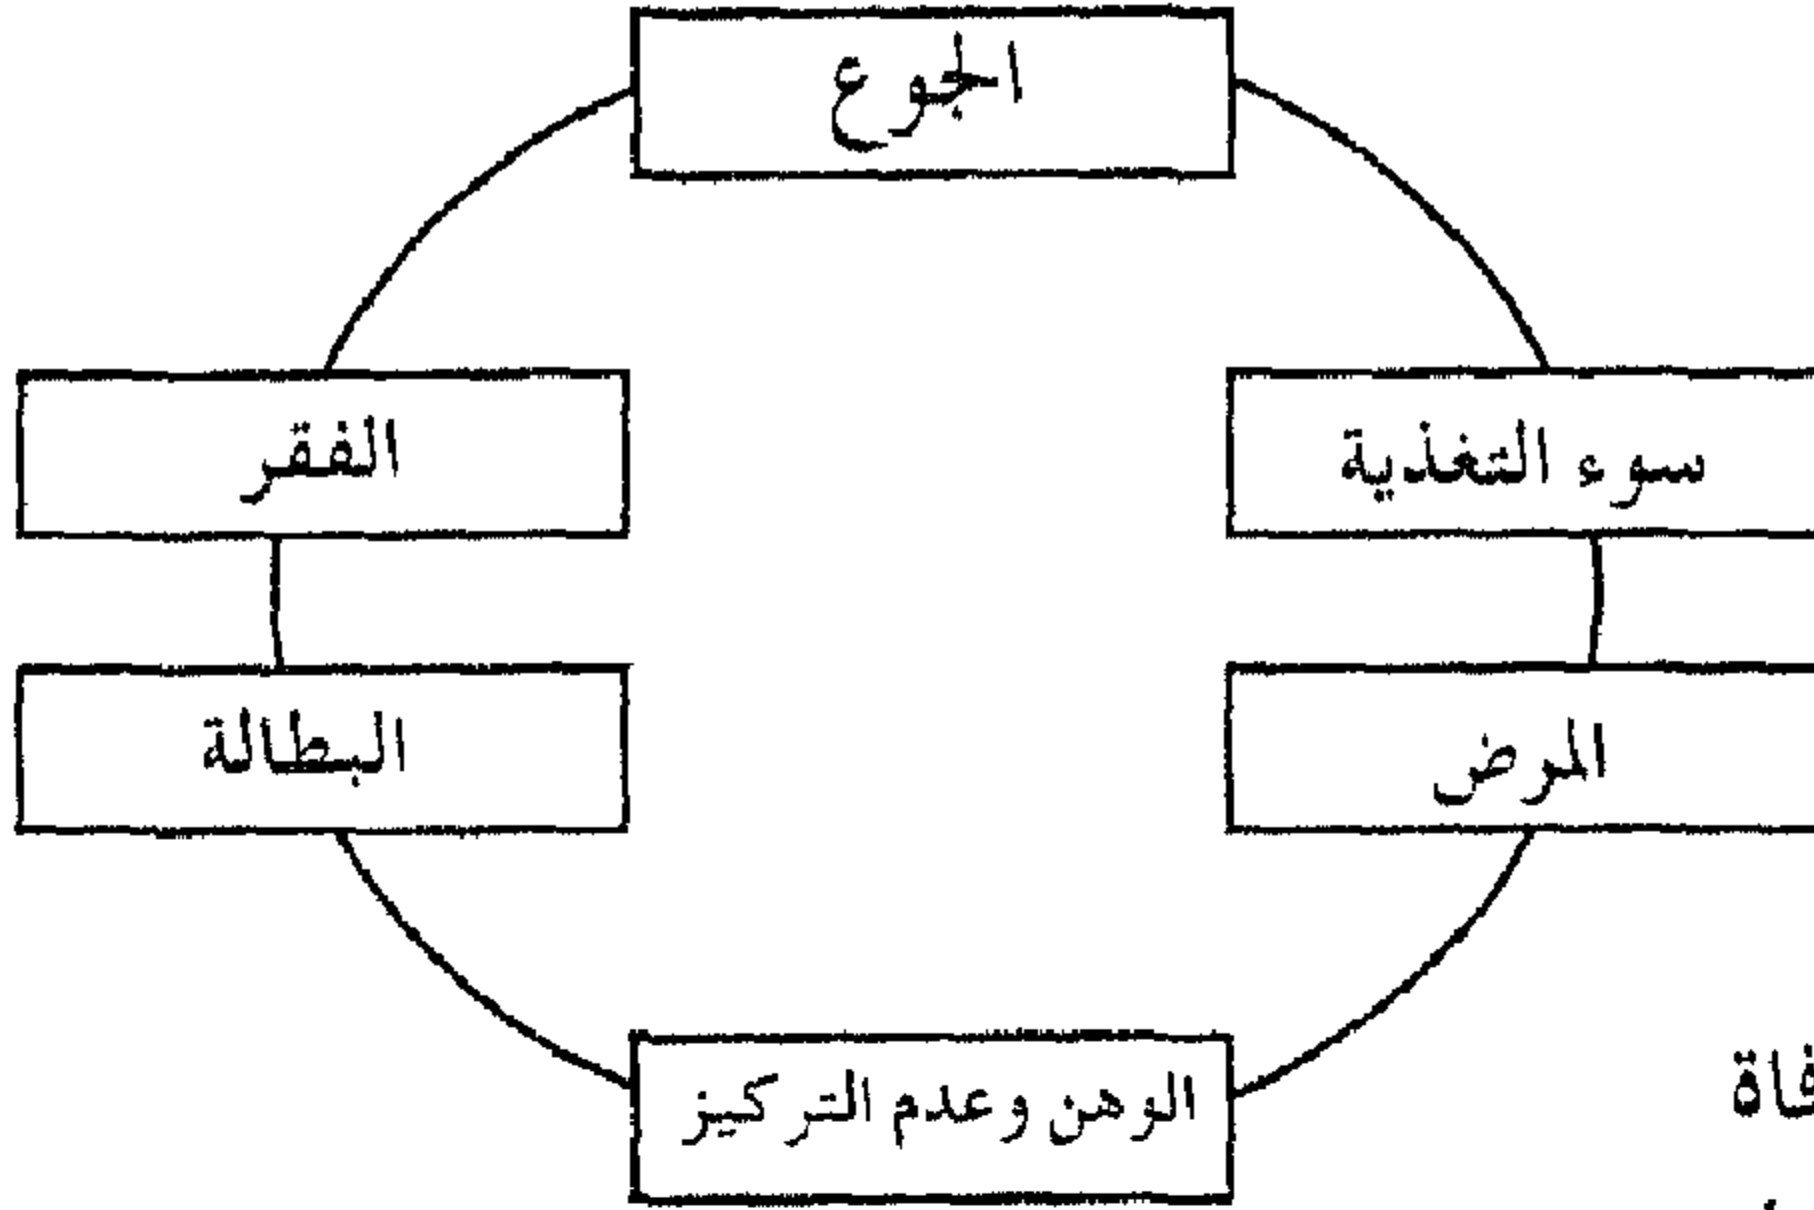 الجوع
سوء التغذية
الفقر
المرض
البطالة
الوهن وعدم التركيز